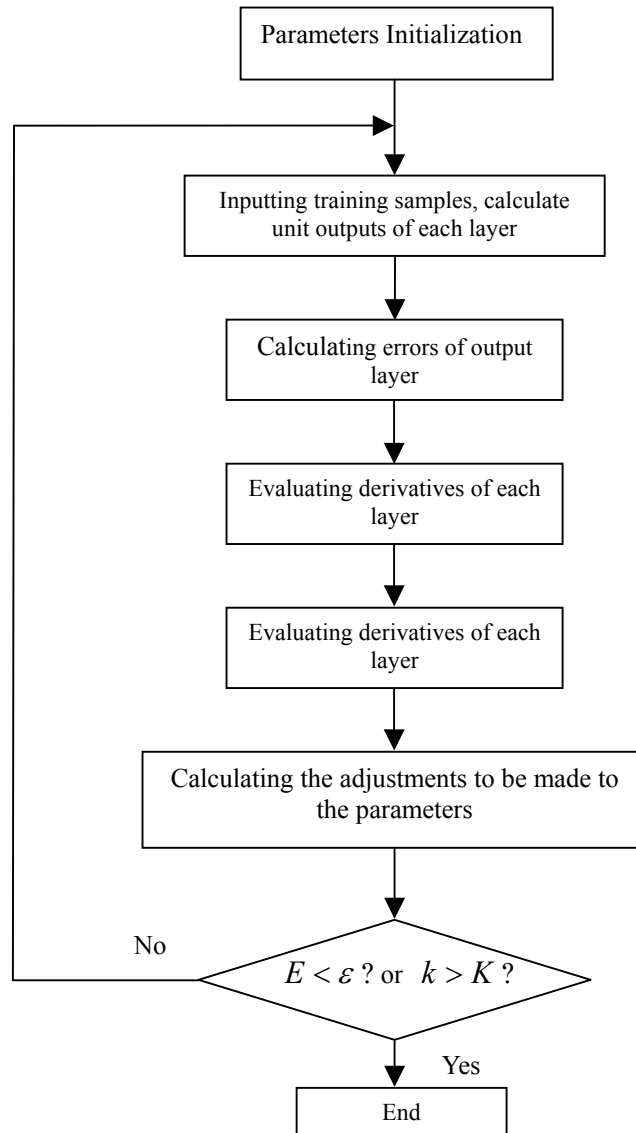 Parameters Initialization
Inputting training samples, calculate
unit outputs of each layer
Calculating errors of output
layer
Evaluating derivatives of each
layer
Evaluating derivatives of each
layer
Calculating the adjustments to be made to
the parameters
No
E < ε ? or k > K ?
Yes
End